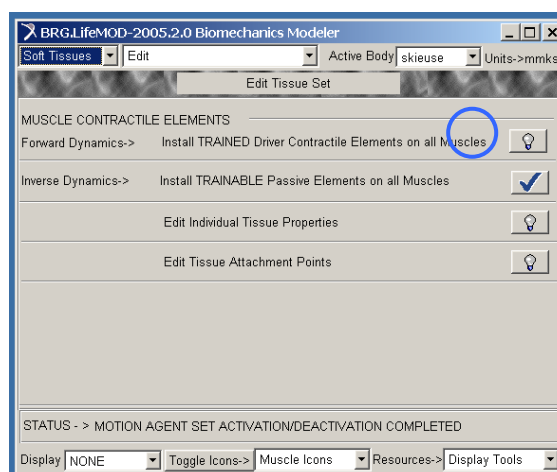 BRG.LifeMOD-2005.2.0 Biomechanics Modeler
Soft Tissues Edit Active Body skieuse Units->mmks
Edit Tissue Set
MUSCLE CONTRACTILE ELEMENTS
Forward Dynamics-> Install TRAINED Driver Contractile Elements on all Muscles
Inverse Dynamics-> Install TRAINABLE Passive Elements on all Muscles
Edit Individual Tissue Properties
Edit Tissue Attachment Points
STATUS - > MOTION AGENT SET ACTIVATION/DEACTIVATION COMPLETED
Display NONE Toggle Icons-> Muscle Icons Resources-> Display Tools